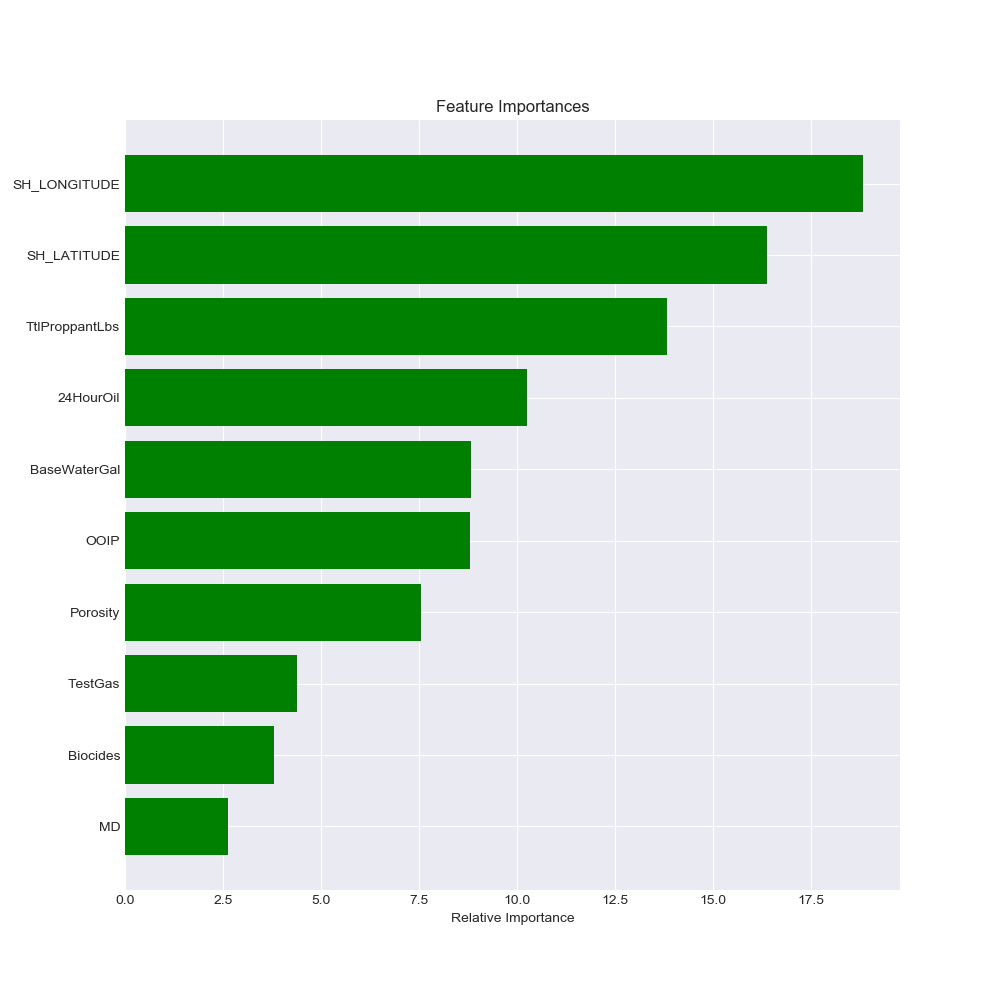 Feature Importances
SH_LONGITUDE
SH_LATITUDE
TtlProppantLbs
24HourOil
BaseWaterGal
OOIP
Porosity
TestGas
Biocides
MD
0.0 2.5 5.0 7.5 10.0 12.5 15.0 17.5
Relative Importance